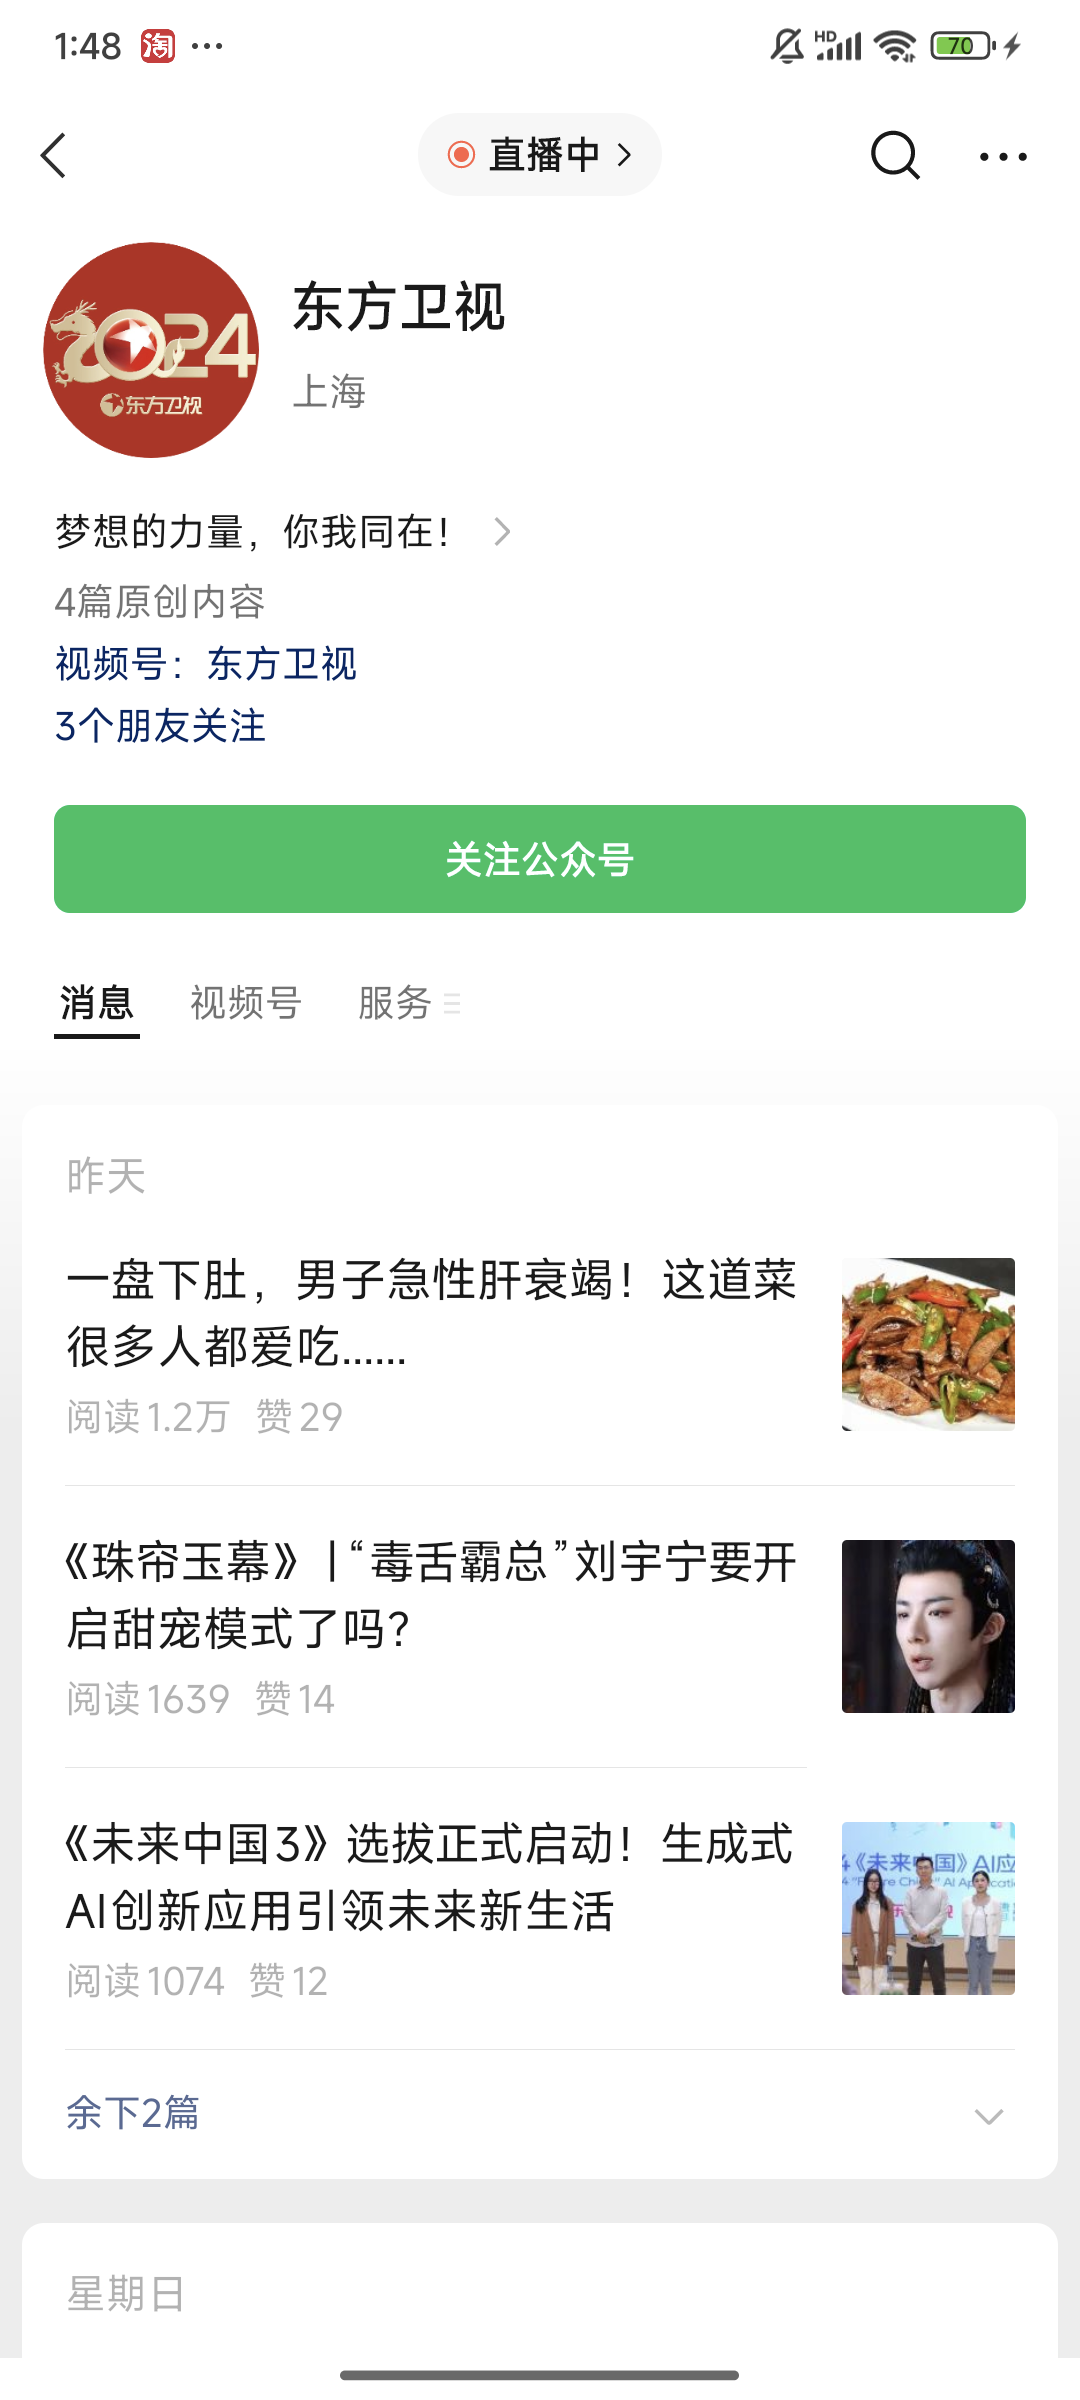 1:48 淘 ···
HD 70
直播中
2024
东方卫视
东方卫视
上海
梦想的力量，你我同在！
4篇原创内容
视频号：东方卫视
3个朋友关注
关注公众号
消息 视频号 服务
昨天
一盘下肚，男子急性肝衰竭！这道菜
很多人都爱吃......
阅读 1.2万 赞 29
《珠帘玉幕》 | “毒舌霸总”刘宇宁要开
启甜宠模式了吗？
阅读 1639 赞 14
《未来中国3》选拔正式启动！生成式
AI创新应用引领未来新生活
阅读 1074 赞 12
4《未来中国》AI应
余下2篇
星期日